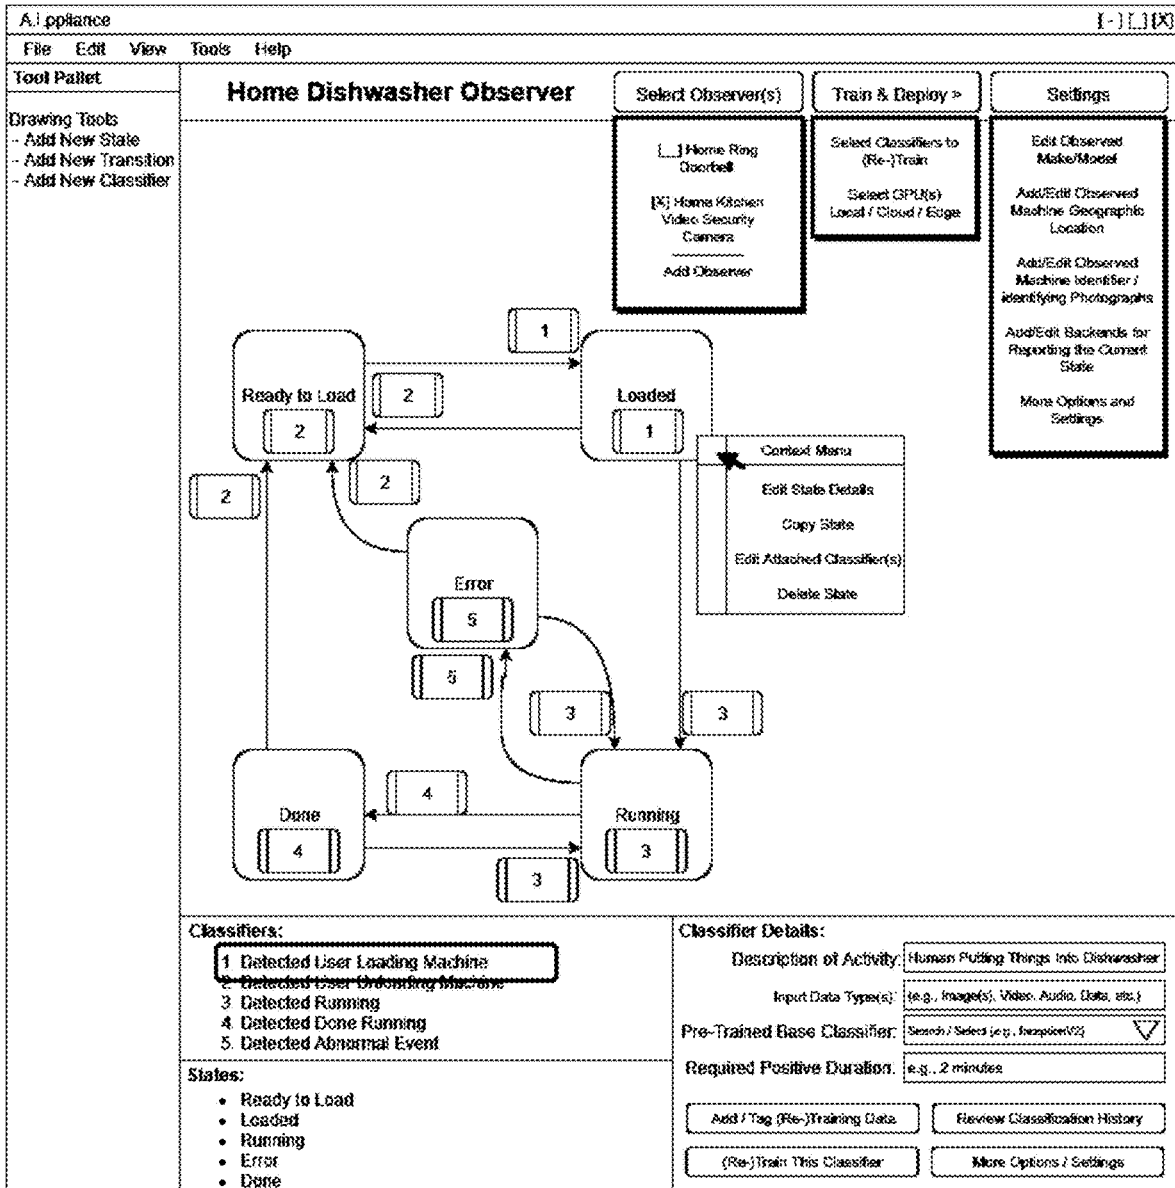 A.I.ppliance [-] [_] [X]
File Edit View Tools Help
Tool Pallet
Drawing Tools
- Add New State
- Add New Transition
- Add New Classifier
Home Dishwasher Observer
Select Observer(s)
[__] Home Ring
Doorbell
[X] Home Kitchen
Video Security
Camera
Add Observer
Train & Deploy >
Select Classifiers to
(Re-)Train
Select GPU(s)
Local / Cloud / Edge
Settings
Edit Observed
Make/Model
Add/Edit Observed
Machine Geographic
Location
Add/Edit Observed
Machine Identifier /
Identifying Photographs
Add/Edit Backends for
Reporting the Current
State
More Options and
Settings
1
Ready to Load
2
2
Loaded
1
Context Menu
Edit State Details
Copy State
Edit Attached Classifier(s)
Delete State
2
2
Error
5
5
3
3
Done
4
4
Running
3
3
Classifiers:
1 Detected User Loading Machine
2 Detected User Unloading Machine
3 Detected Running
4 Detected Done Running
5. Detected Abnormal Event
States:
• Ready to Load
• Loaded
• Running
• Error
• Done
Classifier Details:
Description of Activity: Human Putting Things Into Dishwasher
Input Data Type(s): (e.g., Image(s), Video, Audio, Data, etc.)
Pre-Trained Base Classifier: Search / Select (e.g., InceptionV2)
Required Positive Duration: e.g., 2 minutes
Add / Tag (Re-)Training Data Review Classification History
(Re-)Train This Classifier More Options / Settings